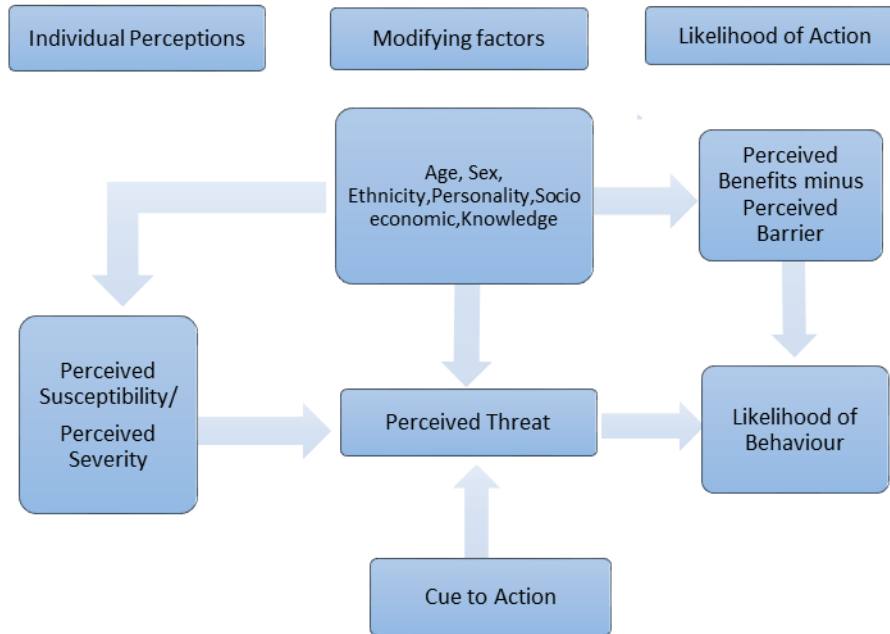 Individual Perceptions
Modifying factors
Likelihood of Action
Age, Sex,
Ethnicity,Personality,Socio
economic,Knowledge
Perceived
Benefits minus
Perceived
Barrier
Perceived
Susceptibility/
Perceived
Severity
Perceived Threat
Likelihood of
Behaviour
Cue to Action